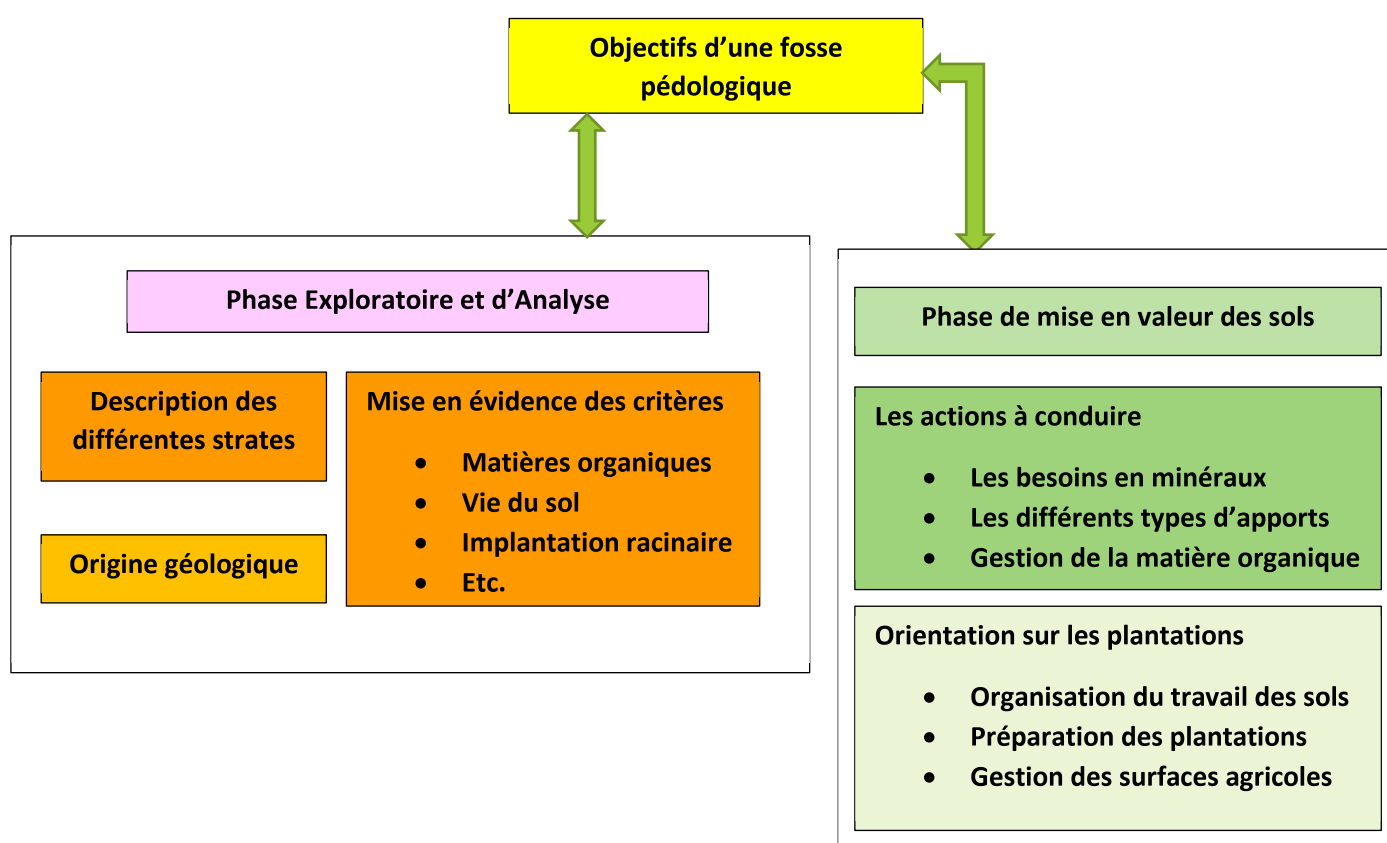 Objectifs d’une fosse
pédologique
Phase Exploratoire et d’Analyse
Description des
différentes strates
Origine géologique
Mise en évidence des critères
• Matières organiques
• Vie du sol
• Implantation racinaire
• Etc.
Phase de mise en valeur des sols
Les actions à conduire
• Les besoins en minéraux
• Les différents types d’apports
• Gestion de la matière organique
Orientation sur les plantations
• Organisation du travail des sols
• Préparation des plantations
• Gestion des surfaces agricoles